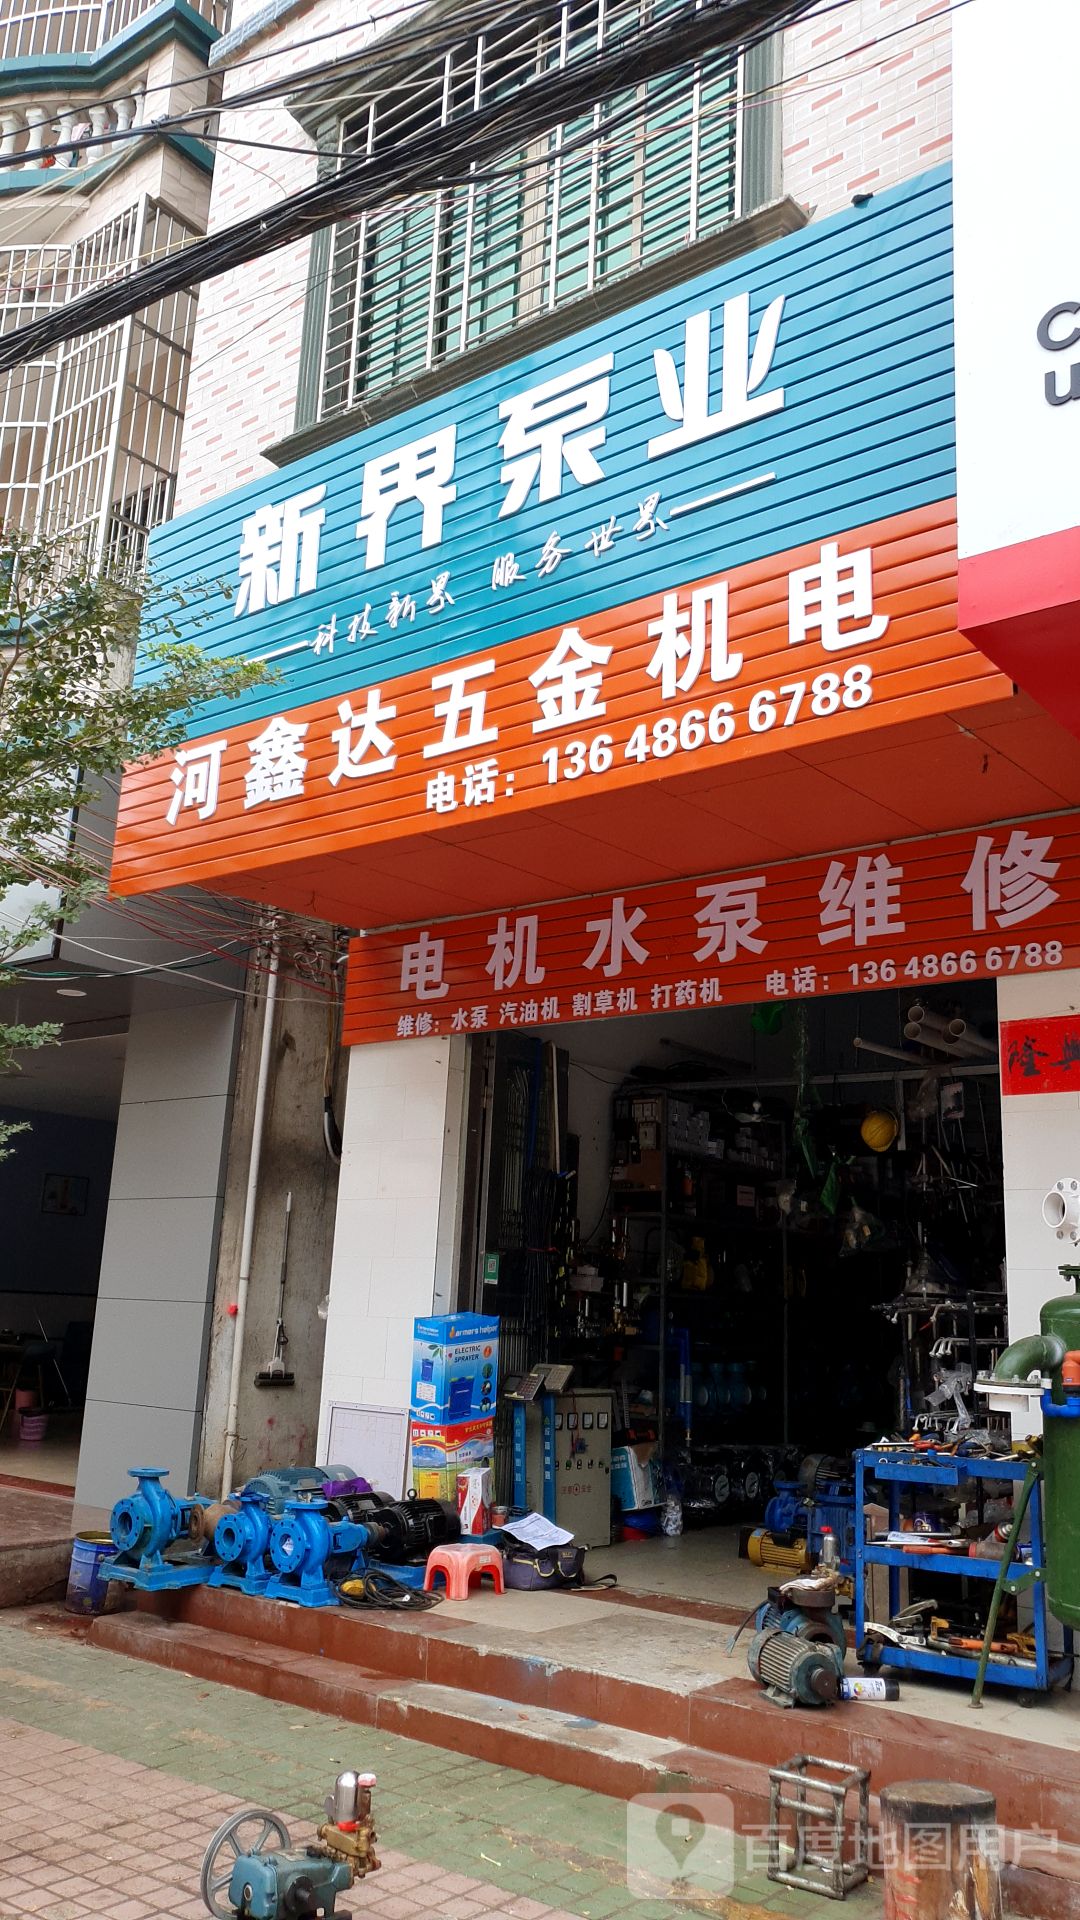 新界泵业
科技新界 服务世界
河鑫达五金机电
电话：136 4866 6788
电机水泵维修
维修：水泵 汽油机 割草机 打药机 电话：136 4866 6788
farmers helper
ELECTRIC
SPRAYER
百度地图用户